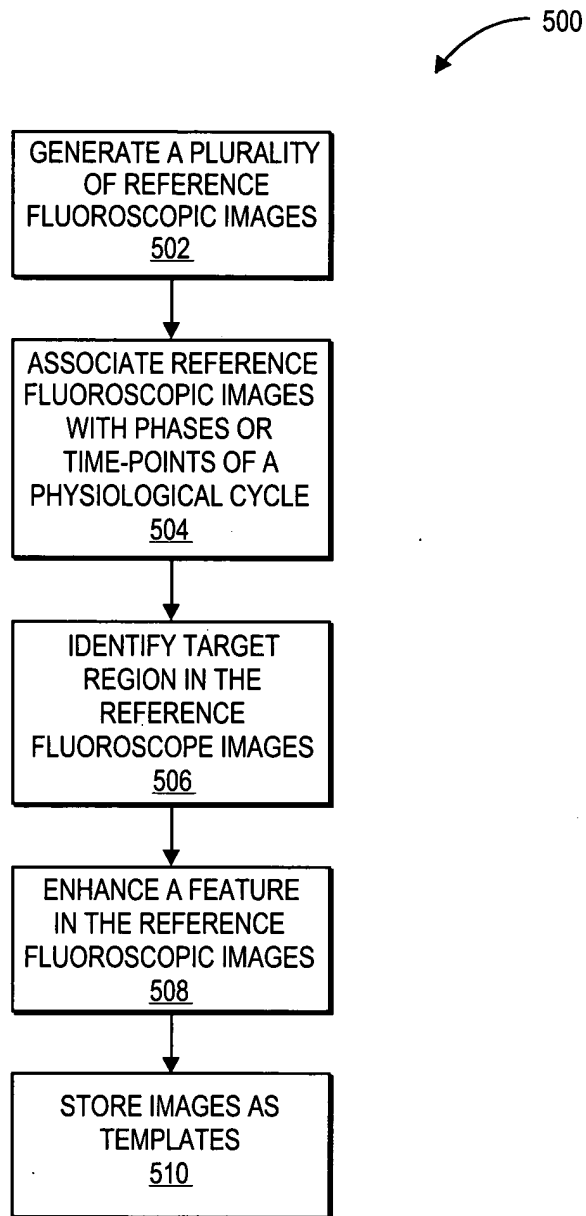 500
GENERATE A PLURALITY
OF REFERENCE
FLUOROSCOPIC IMAGES
502
ASSOCIATE REFERENCE
FLUOROSCOPIC IMAGES
WITH PHASES OR
TIME-POINTS OF A
PHYSIOLOGICAL CYCLE
504
IDENTIFY TARGET
REGION IN THE
REFERENCE
FLUOROSCOPE IMAGES
506
ENHANCE A FEATURE
IN THE REFERENCE
FLUOROSCOPIC IMAGES
508
STORE IMAGES AS
TEMPLATES
510